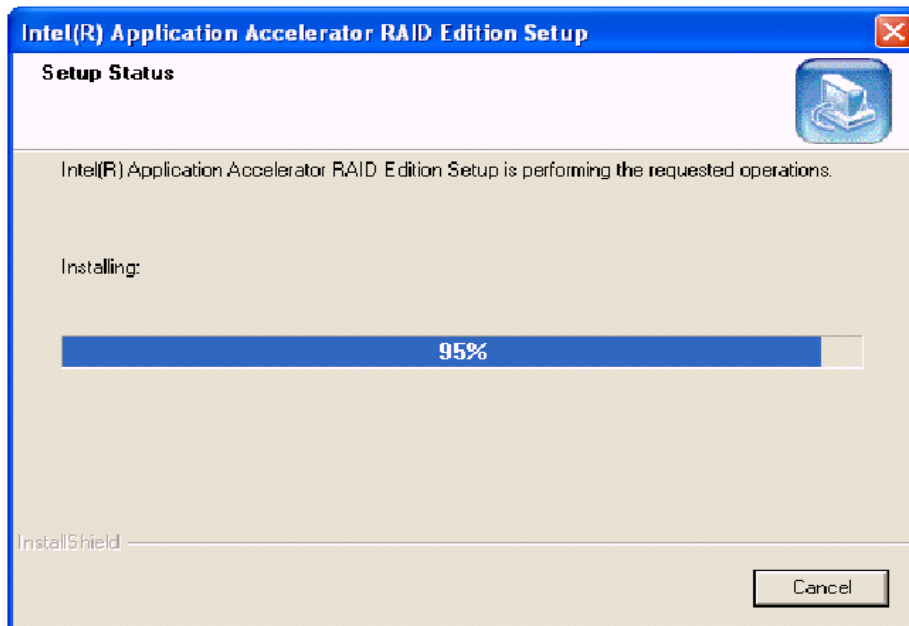 Intel(R) Application Accelerator RAID Edition Setup
Setup Status
Intel(R) Application Accelerator RAID Edition Setup is performing the requested operations.
Installing:
95%
InstallShield
Cancel